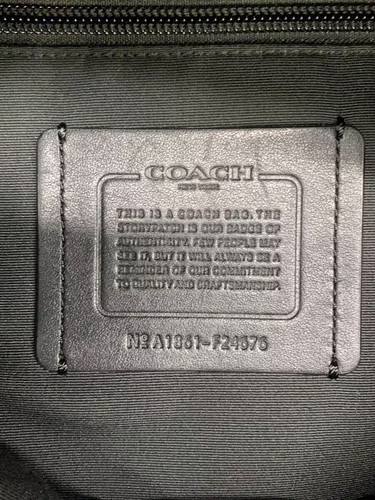 COACH
NEW YORK
THIS IS A COACH BAG. THE
STORYPATCH IS OUR BADGE OF
AUTHENTICITY. FEW PEOPLE MAY
SEE IT, BUT IT WILL ALWAYS BE A
REMINDER OF OUR COMMITMENT
TO QUALITY AND CRAFTSMANSHIP.
Nº A1861-F24676